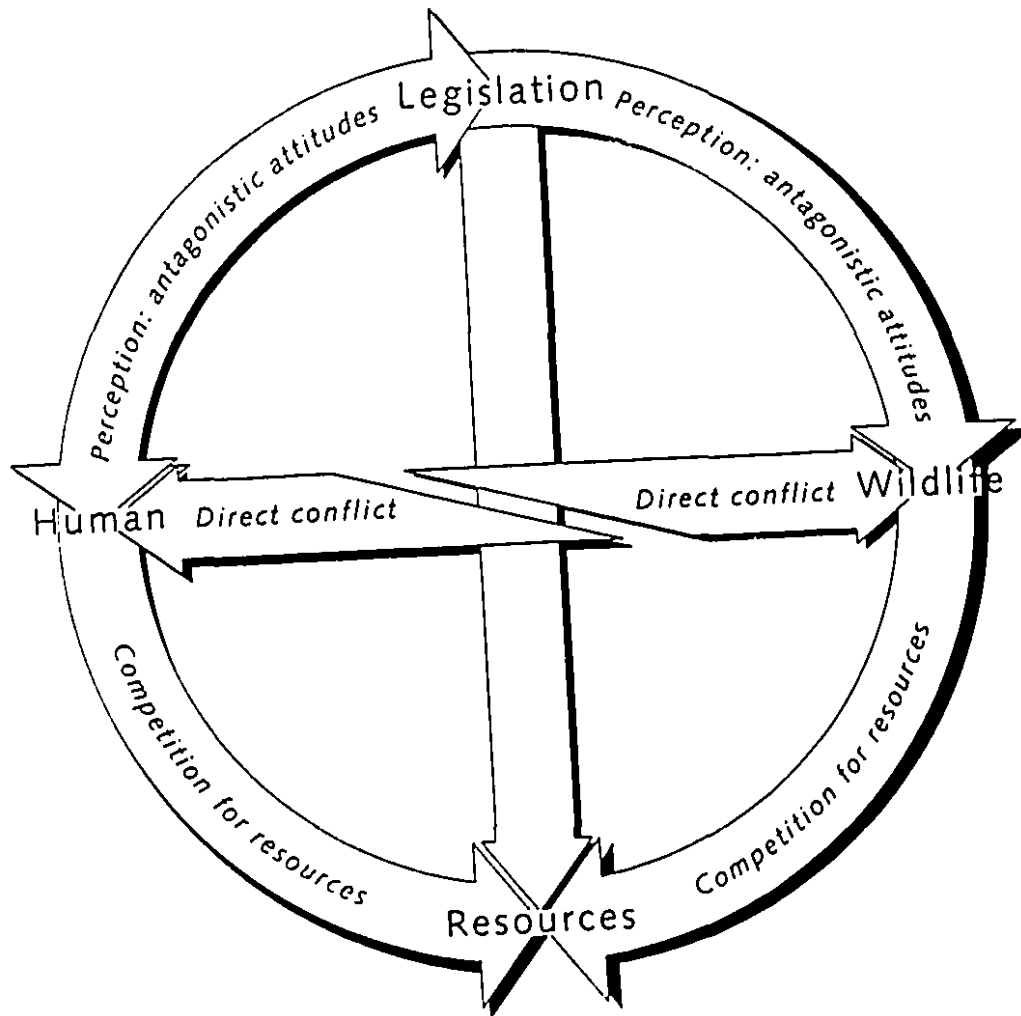 Legislation
Perception: antagonistic attitudes
Perception: antagonistic attitudes
Human
Direct conflict
Direct conflict
Wildlife
Competition for resources
Competition for resources
Resources